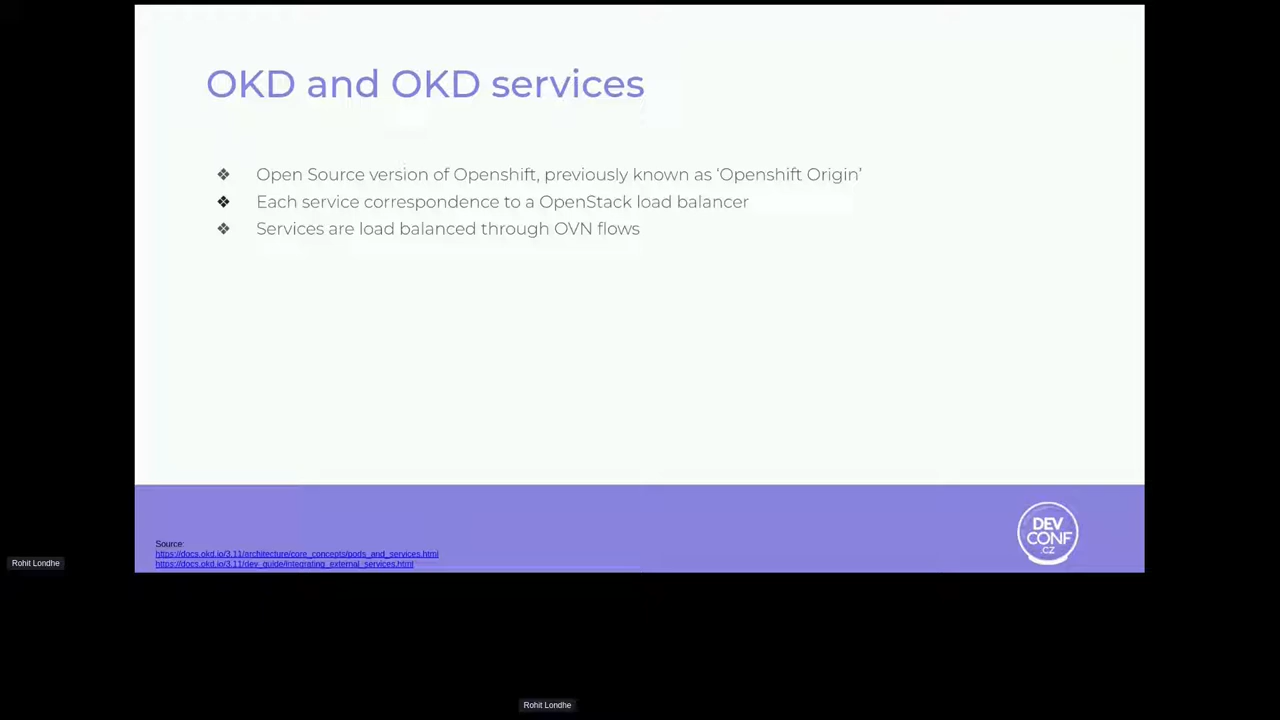 OKD and OKD services
❖ Open Source version of Openshift, previously known as ‘Openshift Origin’
❖ Each service correspondence to a OpenStack load balancer
❖ Services are load balanced through OVN flows
Source:
https://docs.okd.io/3.11/architecture/core_concepts/pods_and_services.html
https://docs.okd.io/3.11/dev_guide/integrating_external_services.html
DEV
CONF
.CZ
Rohit Londhe
Rohit Londhe